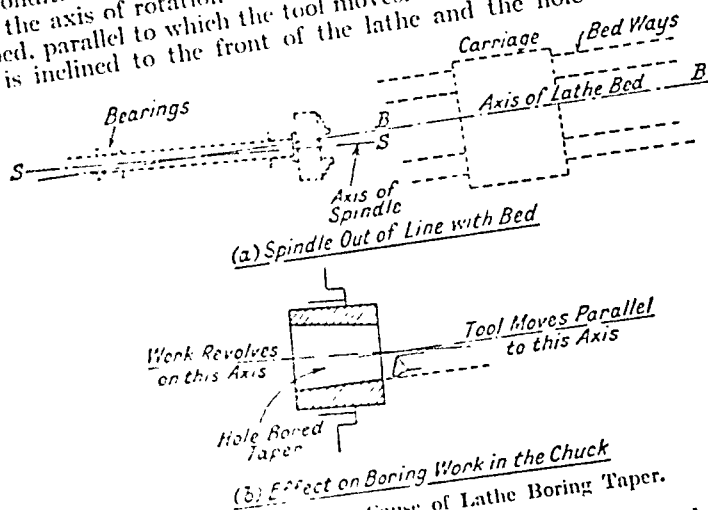 the axis of rotation
parallel to which the tool moves.
is inclined to the front of the lathe and the hole
Carriage
Bed Ways
Bearings
B
Axis of Lathe Bed
B
S
S
Axis of
Spindle
(a) Spindle Out of Line with Bed
Work Revolves
on this Axis
Tool Moves Parallel
to this Axis
Hole Bored
Taper
(b) Effect on Boring Work in the Chuck
of Lathe Boring Taper.